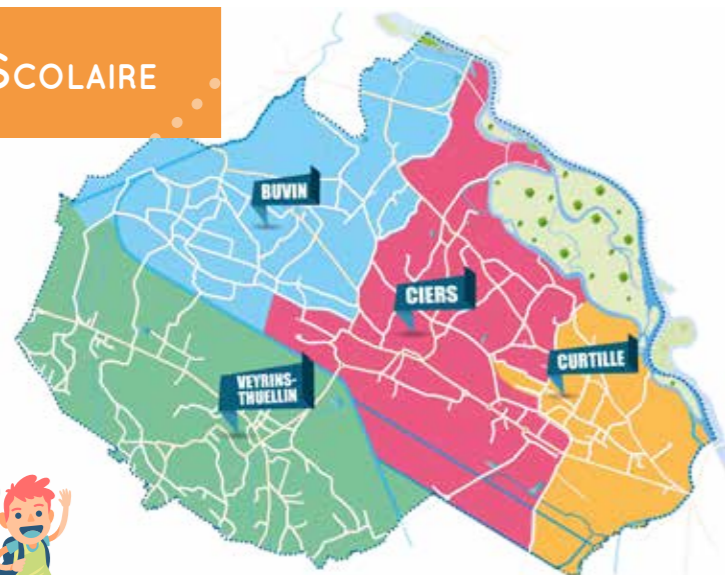 SCOLAIRE
BUVIN
CIERS
CURTILLE
VEYRINS-
THUELLIN